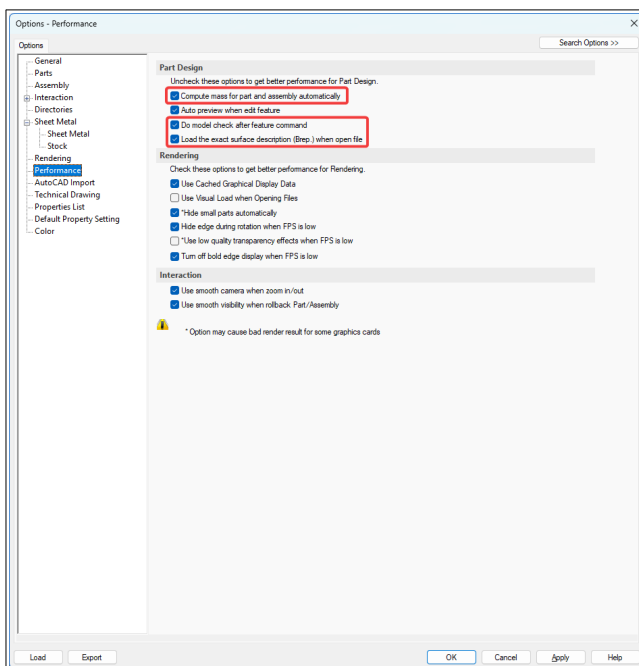 Options - Performance
Search Options >>
Options
General
Parts
Assembly
Interaction
Directories
Sheet Metal
Sheet Metal
Stock
Rendering
Performance
AutoCAD Import
Technical Drawing
Properties List
Default Property Setting
Color
Part Design
Uncheck these options to get better performance for Part Design.
Compute mass for part and assembly automatically
Auto preview when edit feature
Do model check after feature command
Load the exact surface description (Brep.) when open file
Rendering
Check these options to get better performance for Rendering.
Use Cached Graphical Display Data
Use Visual Load when Opening Files
*Hide small parts automatically
Hide edge during rotation when FPS is low
*Use low quality transparency effects when FPS is low
Turn off bold edge display when FPS is low
Interaction
Use smooth camera when zoom in/out
Use smooth visibility when rollback Part/Assembly
* Option may cause bad render result for some graphics cards
Load Export OK Cancel Apply Help